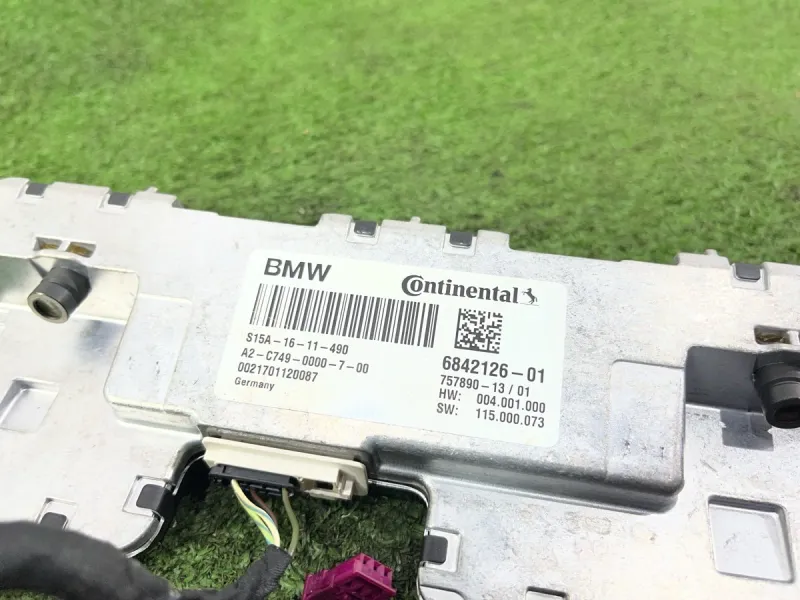 BMW
Continental
S15A-16-11-490
A2-C749-0000-7-00
0021701120087
Germany
6842126-01
757890-13/01
HW: 004.001.000
SW: 115.000.073